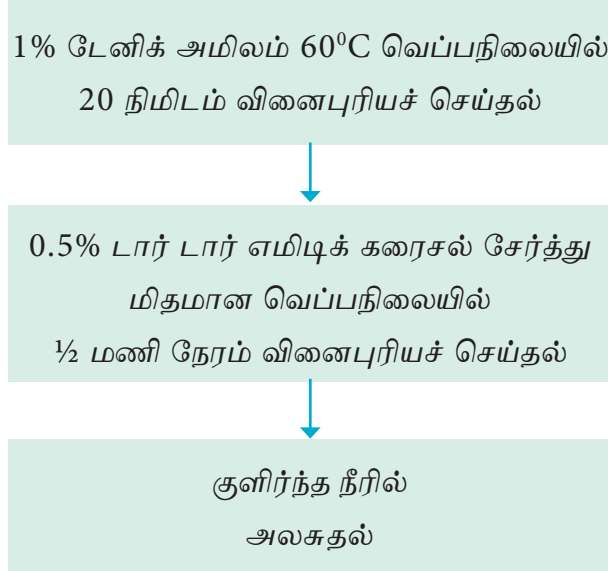 1% டேனிக் அமிலம் 60⁰C வெப்பநிலையில்
20 நிமிடம் வினைபுரியச் செய்தல்
0.5% டார் டார் எமிடிக் கரைசல் சேர்த்து
மிதமான வெப்பநிலையில்
½ மணி நேரம் வினைபுரியச் செய்தல்
குளிர்ந்த நீரில்
அலசுதல்